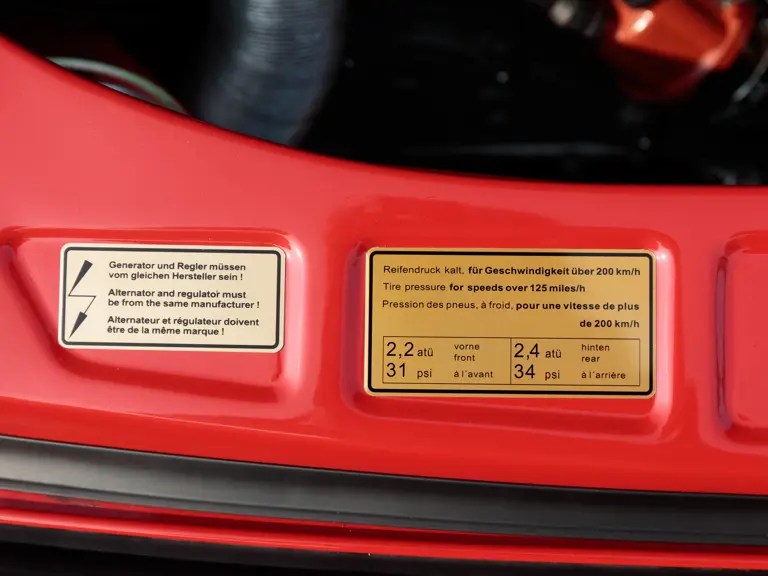 Generator und Regler müssen
vom gleichen Hersteller sein !
Alternator and regulator must
be from the same manufacturer !
Alternateur et régulateur doivent
être de la même marque !
Reifendruck kalt, für Geschwindigkeit über 200 km/h
Tire pressure for speeds over 125 miles/h
Pression des pneus, à froid, pour une vitesse de plus
de 200 km/h
2,2 atü vorne 2,4 atü hinten
front rear
31 psi à l´avant 34 psi à l´arrière